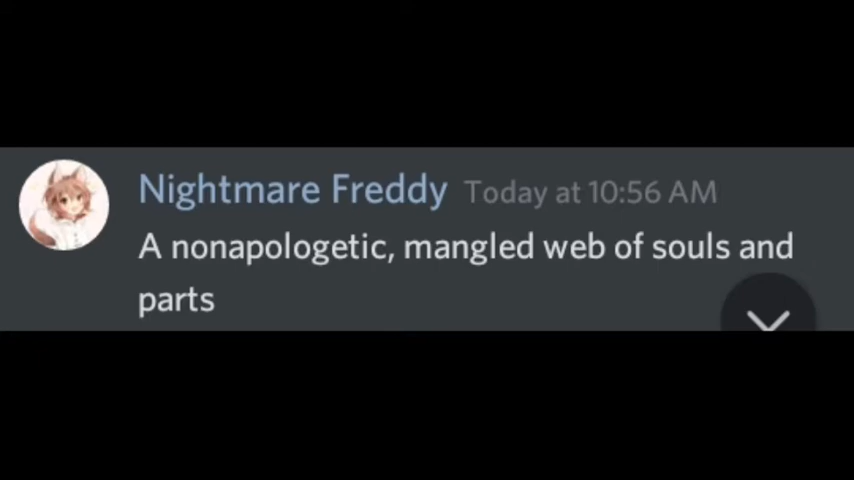 Nightmare Freddy Today at 10:56 AM
A nonapologetic, mangled web of souls and
parts